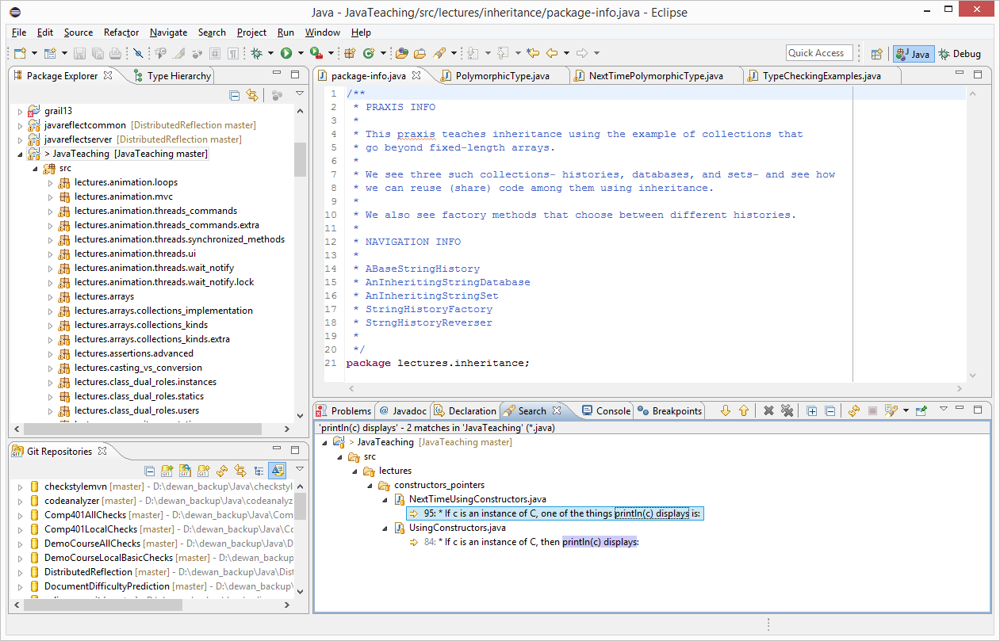 Java - JavaTeaching/src/lectures/inheritance/package-info.java - Eclipse
File Edit Source Refactor Navigate Search Project Run Window Help
Quick Access Java Debug
Package Explorer Type Hierarchy
grail13
javareflectcommon [DistributedReflection master]
javareflectserver [DistributedReflection master]
> JavaTeaching [JavaTeaching master]
src
lectures.animation.loops
lectures.animation.mvc
lectures.animation.threads_commands
lectures.animation.threads_commands.extra
lectures.animation.threads.synchronized_methods
lectures.animation.threads.ui
lectures.animation.threads.wait_notify
lectures.animation.threads.wait_notify.lock
lectures.arrays
lectures.arrays.collections_implementation
lectures.arrays.collections_kinds
lectures.arrays.collections_kinds.extra
lectures.assertions.advanced
lectures.casting_vs_conversion
lectures.class_dual_roles.instances
lectures.class_dual_roles.statics
lectures.class_dual_roles.users
Git Repositories
GIT GIT GIT
checkstylemvn [master] - D:\dewan_backup\Java\checkstyl
codeanalyzer [master] - D:\dewan_backup\Java\codeanalyz
Comp401AllChecks [master] - D:\dewan_backup\Java\Com
Comp401LocalChecks [master] - D:\dewan_backup\Java\Co
DemoCourseAllChecks [master] - D:\dewan_backup\Java\D
DemoCourseLocalBasicChecks [master] - D:\dewan_backup
DistributedReflection [master] - D:\dewan_backup\Java\Dist
DocumentDifficultyPrediction [master] - D:\dewan_backup\
package-info.java PolymorphicType.java NextTimePolymorphicType.java TypeCheckingExamples.java
1 /**
2 * PRAXIS INFO
3 *
4 * This praxis teaches inheritance using the example of collections that
5 * go beyond fixed-length arrays.
6 *
7 * We see three such collections- histories, databases, and sets- and see how
8 * we can reuse (share) code among them using inheritance.
9 *
10 * We also see factory methods that choose between different histories.
11 *
12 * NAVIGATION INFO
13 *
14 * ABaseStringHistory
15 * AnInheritingStringDatabase
16 * AnInheritingStringSet
17 * StringHistoryFactory
18 * StrngHistoryReverser
19 *
20 */
21 package lectures.inheritance;
Problems @ Javadoc Declaration Search Console Breakpoints
'println(c) displays' - 2 matches in 'JavaTeaching' (*.java)
> JavaTeaching [JavaTeaching master]
src
lectures
constructors_pointers
NextTimeUsingConstructors.java
95: * If c is an instance of C, one of the things println(c) displays is:
UsingConstructors.java
84: * If c is an instance of C, then println(c) displays: